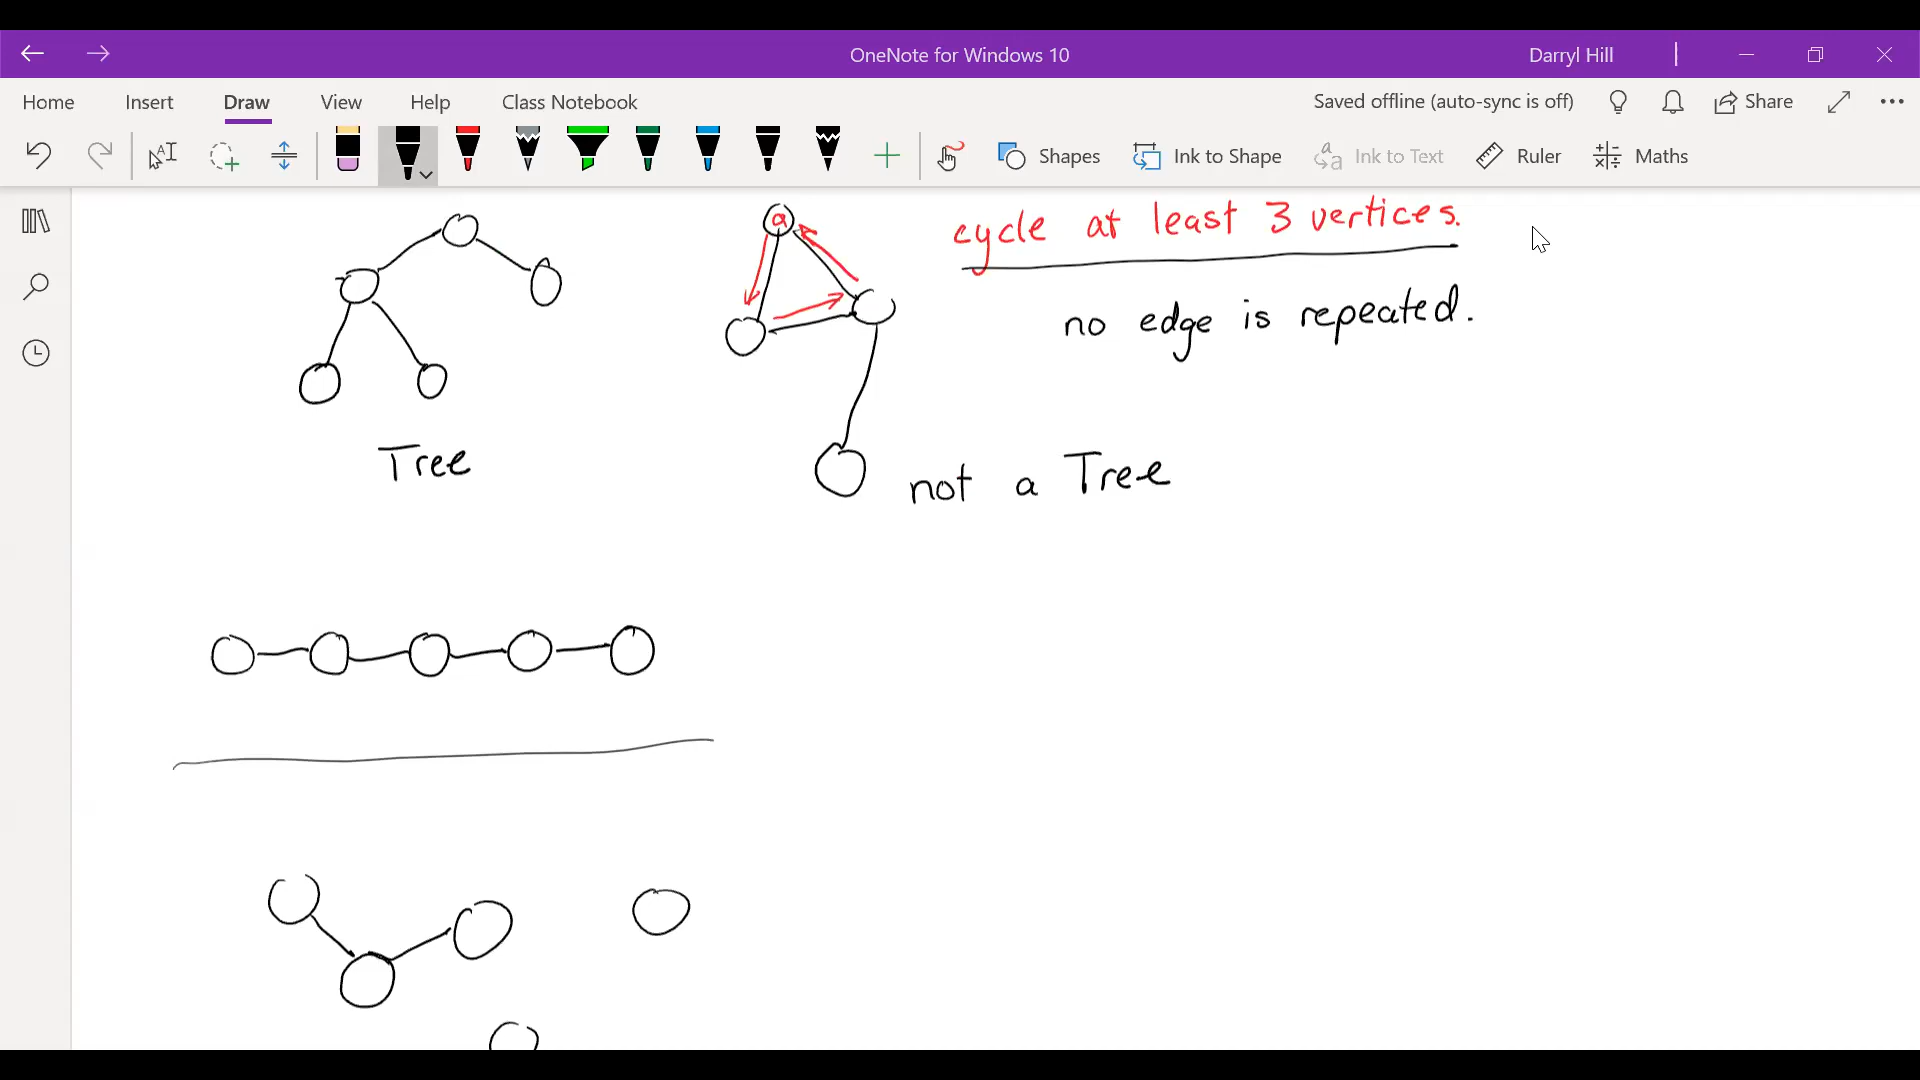 OneNote for Windows 10
Darryl Hill
Home Insert Draw View Help Class Notebook
Saved offline (auto-sync is off) Share
Shapes Ink to Shape Ink to Text Ruler Maths
a
cycle at least 3 vertices.
no edge is repeated.
Tree
not a Tree